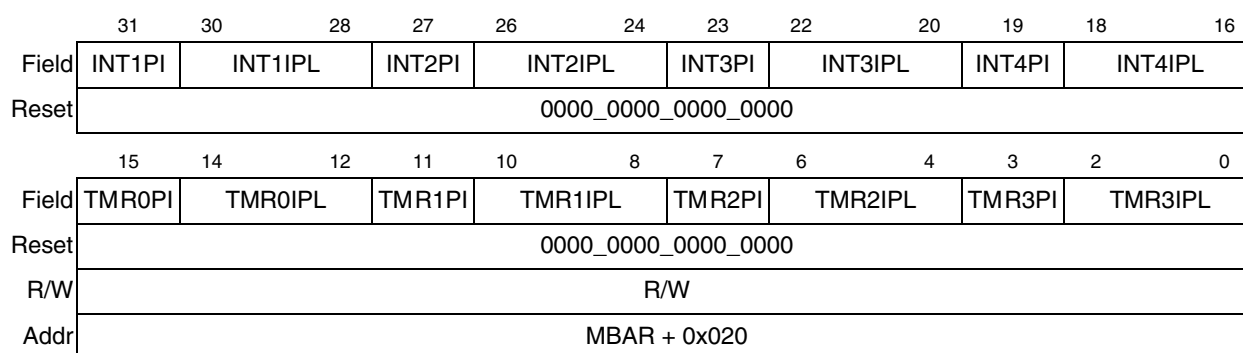 31 30 28 27 26 24 23 22 20 19 18 16
Field INT1PI INT1IPL INT2PI INT2IPL INT3PI INT3IPL INT4PI INT4IPL
Reset 0000_0000_0000_0000
15 14 12 11 10 8 7 6 4 3 2 0
Field TMR0PI TMR0IPL TMR1PI TMR1IPL TMR2PI TMR2IPL TMR3PI TMR3IPL
Reset 0000_0000_0000_0000
R/W R/W
Addr MBAR + 0x020